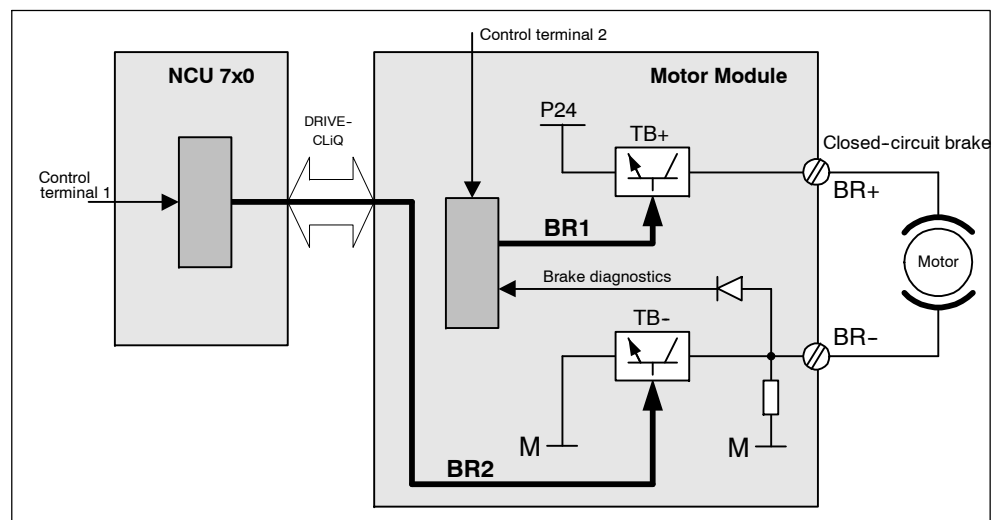 Control terminal 2
NCU 7x0
Motor Module
DRIVE-
CLiQ
P24
TB+
Closed-circuit brake
Control
terminal 1
BR+
BR1
Motor
Brake diagnostics
TB-
BR-
M
M
BR2